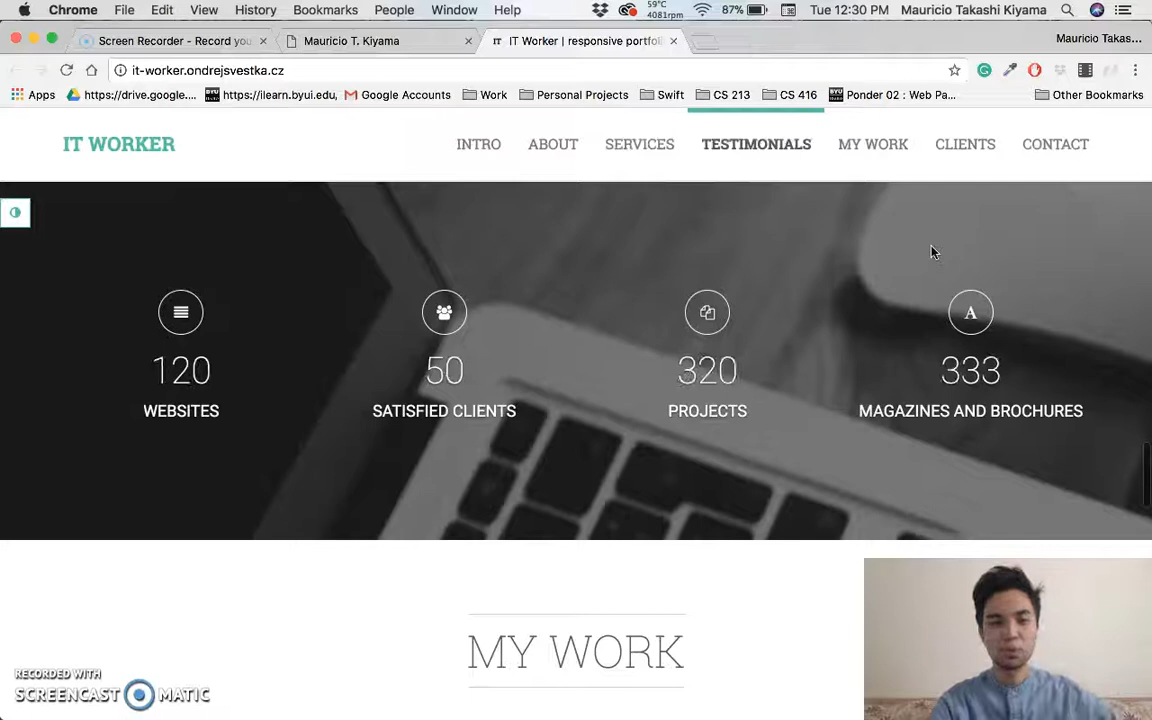 Chrome File Edit View History Bookmarks People Window Help 59°C 4081rpm 87% Tue 12:30 PM Mauricio Takashi Kiyama
Screen Recorder - Record you × Mauricio T. Kiyama × IT Worker | responsive portfol × Mauricio Takas...
it-worker.ondrejsvestka.cz
Apps https://drive.google.... https://ilearn.byui.edu, Google Accounts Work Personal Projects Swift CS 213 CS 416 Ponder 02 : Web Pa... Other Bookmarks
IT WORKER INTRO ABOUT SERVICES TESTIMONIALS MY WORK CLIENTS CONTACT
A
120 50 320 333
WEBSITES SATISFIED CLIENTS PROJECTS MAGAZINES AND BROCHURES
MY WORK
RECORDED WITH
SCREENCAST MATIC